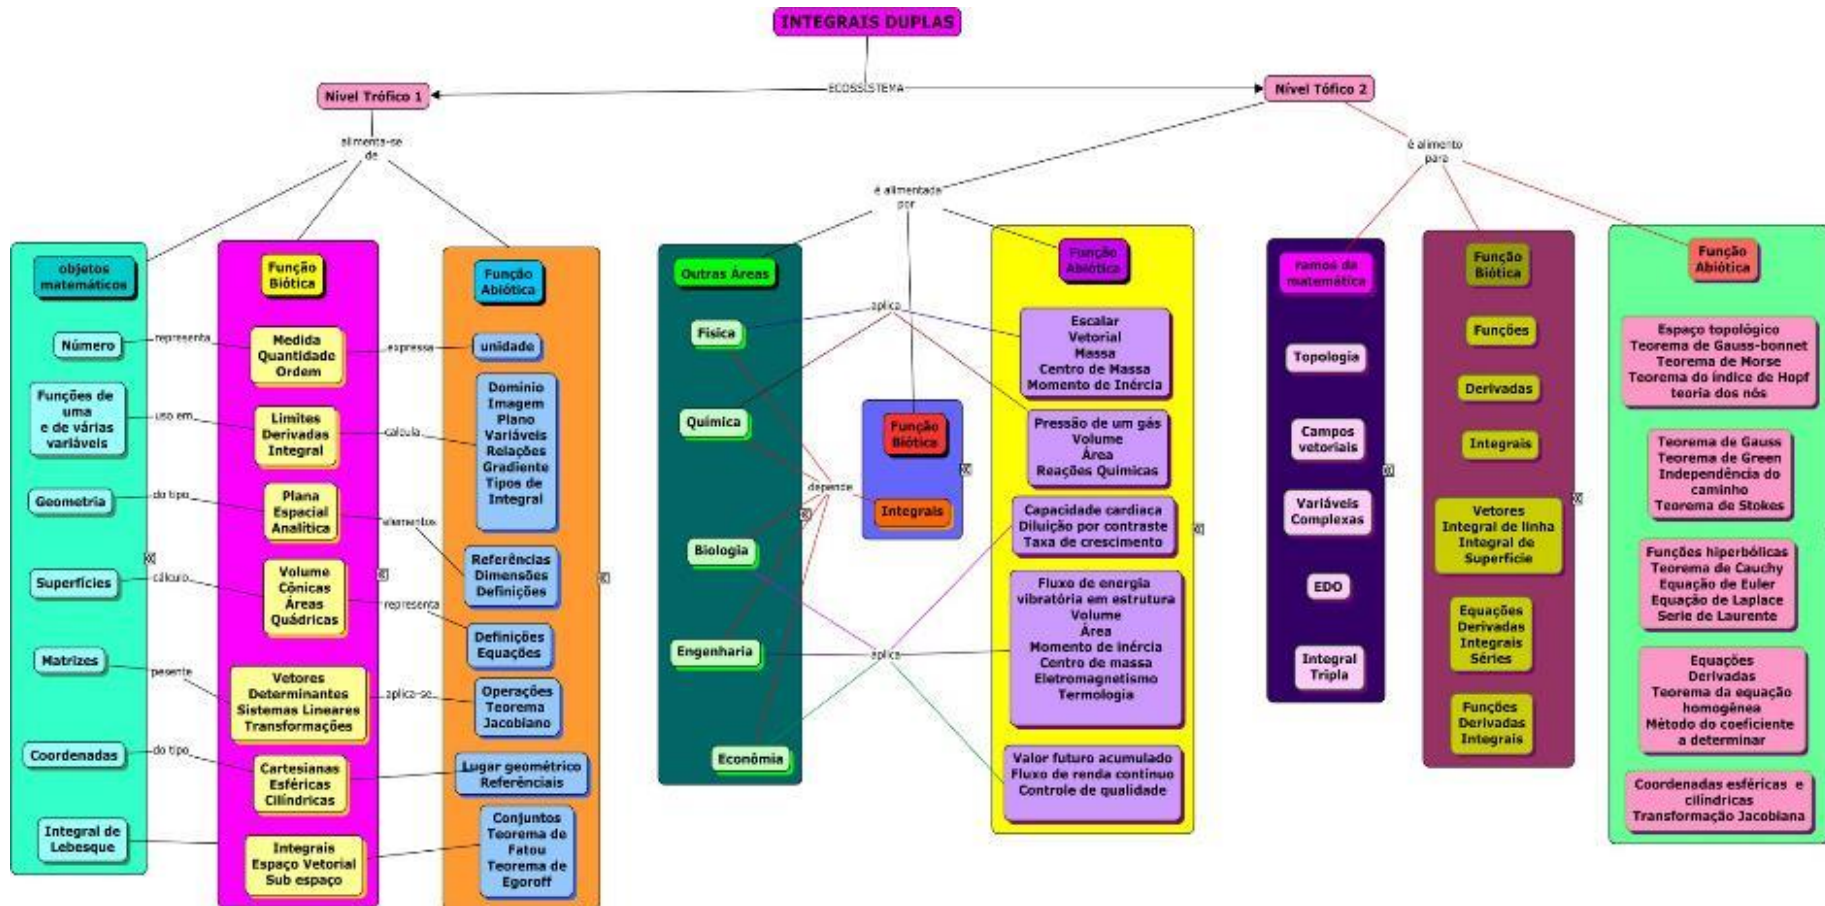 INTEGRAIS DUPLAS
ECOSSISTEMA
Nível Trófico 1
Nível Tófico 2
alimenta-se
de
é alimentada
por
é alimento
para
objetos
matemáticos
Número
Funções de
uma
e de várias
variáveis
Geometria
Superfícies
Matrizes
Coordenadas
Integral de
Lebesque
representa
uso em
do tipo
cálculo
pesente
do tipo
Função
Biótica
Medida
Quantidade
Ordem
Limites
Derivadas
Integral
Plana
Espacial
Analítica
Volume
Cônicas
Áreas
Quádricas
Vetores
Determinantes
Sistemas Lineares
Transformações
Cartesianas
Esféricas
Cilíndricas
Integrais
Espaço Vetorial
Sub espaço
expressa
calcula
elementos
representa
aplica-se
Função
Abiótica
unidade
Domínio
Imagem
Plano
Variáveis
Relações
Gradiente
Tipos de
Integral
Referências
Dimensões
Definições
Definições
Equações
Operações
Teorema
Jacobiano
Lugar geométrico
Referênciais
Conjuntos
Teorema de
Fatou
Teorema de
Egoroff
Outras Áreas
Física
Química
Biologia
Engenharia
Econômia
aplica
depende
aplica
Função
Biótica
Integrais
Função
Abiótica
Escalar
Vetorial
Massa
Centro de Massa
Momento de Inércia
Pressão de um gás
Volume
Área
Reações Quimicas
Capacidade cardiaca
Diluição por contraste
Taxa de crescimento
Fluxo de energia
vibratória em estrutura
Volume
Área
Momento de inércia
Centro de massa
Eletromagnetismo
Termologia
Valor futuro acumulado
Fluxo de renda contínuo
Controle de qualidade
ramos da
matemática
Topologia
Campos
vetoriais
Variáveis
Complexas
EDO
Integral
Tripla
Função
Biótica
Funções
Derivadas
Integrais
Vetores
Integral de linha
Integral de
Superfície
Equações
Derivadas
Integrais
Séries
Funções
Derivadas
Integrais
Função
Abiótica
Espaço topológico
Teorema de Gauss-bonnet
Teorema de Morse
Teorema do índice de Hopf
teoria dos nós
Teorema de Gauss
Teorema de Green
Independência do
caminho
Teorema de Stokes
Funções hiperbólicas
Teorema de Cauchy
Equação de Euler
Equação de Laplace
Serie de Laurente
Equações
Derivadas
Teorema da equação
homogênea
Método do coeficiente
a determinar
Coordenadas esféricas e
cilíndricas
Transformação Jacobiana